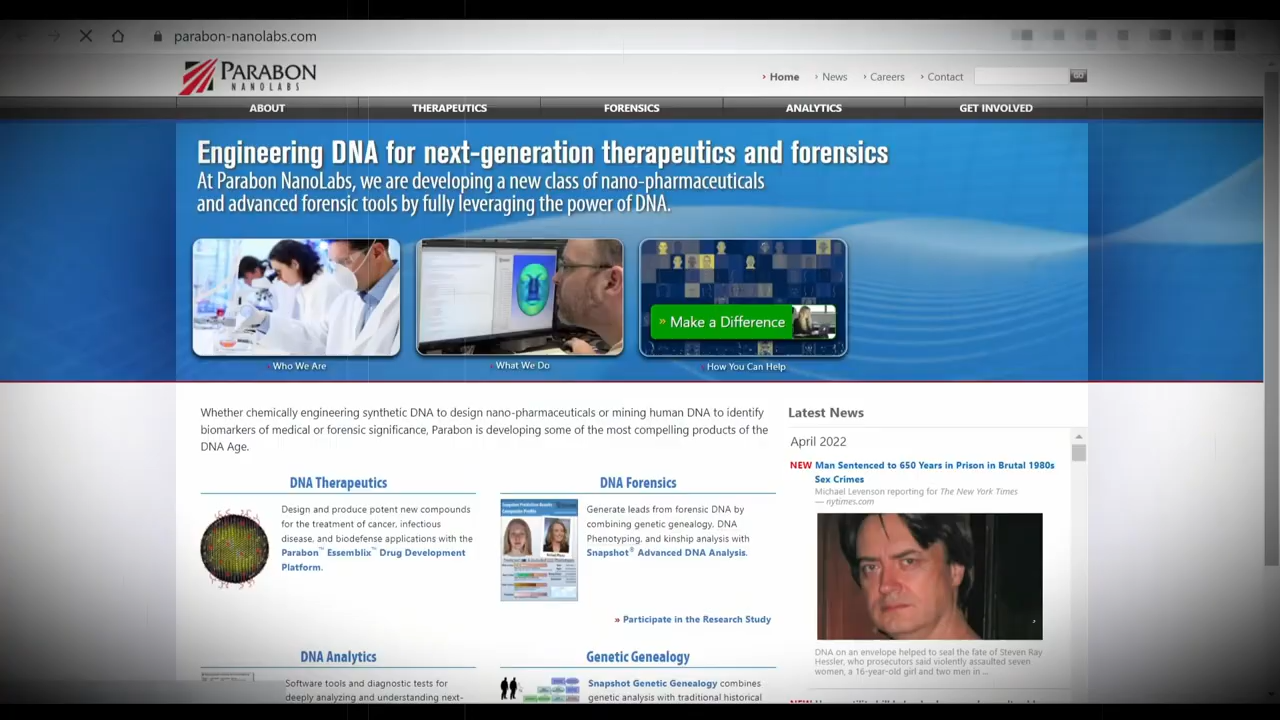 parabon-nanolabs.com
PARABON
NANOLABS
Home
News
Careers
Contact
GO
ABOUT
THERAPEUTICS
FORENSICS
ANALYTICS
GET INVOLVED
Engineering DNA for next-generation therapeutics and forensics
At Parabon NanoLabs, we are developing a new class of nano-pharmaceuticals
and advanced forensic tools by fully leveraging the power of DNA.
» Make a Difference
Who We Are
What We Do
How You Can Help
Whether chemically engineering synthetic DNA to design nano-pharmaceuticals or mining human DNA to identify
biomarkers of medical or forensic significance, Parabon is developing some of the most compelling products of the
DNA Age.
DNA Therapeutics
Design and produce potent new compounds
for the treatment of cancer, infectious
disease, and biodefense applications with the
Parabon™ Essemblix™ Drug Development
Platform.
DNA Forensics
Generate leads from forensic DNA by
combining genetic genealogy, DNA
Phenotyping, and kinship analysis with
Snapshot® Advanced DNA Analysis.
» Participate in the Research Study
DNA Analytics
Software tools and diagnostic tests for
deeply analyzing and understanding next-
Genetic Genealogy
Snapshot Genetic Genealogy combines
genetic analysis with traditional historical
Latest News
April 2022
NEW Man Sentenced to 650 Years in Prison in Brutal 1980s
Sex Crimes
Michael Levenson reporting for The New York Times
— nytimes.com
DNA on an envelope helped to seal the fate of Steven Ray
Hessler, who prosecutors said violently assaulted seven
women, a 16-year-old girl and two men in ...
NEW